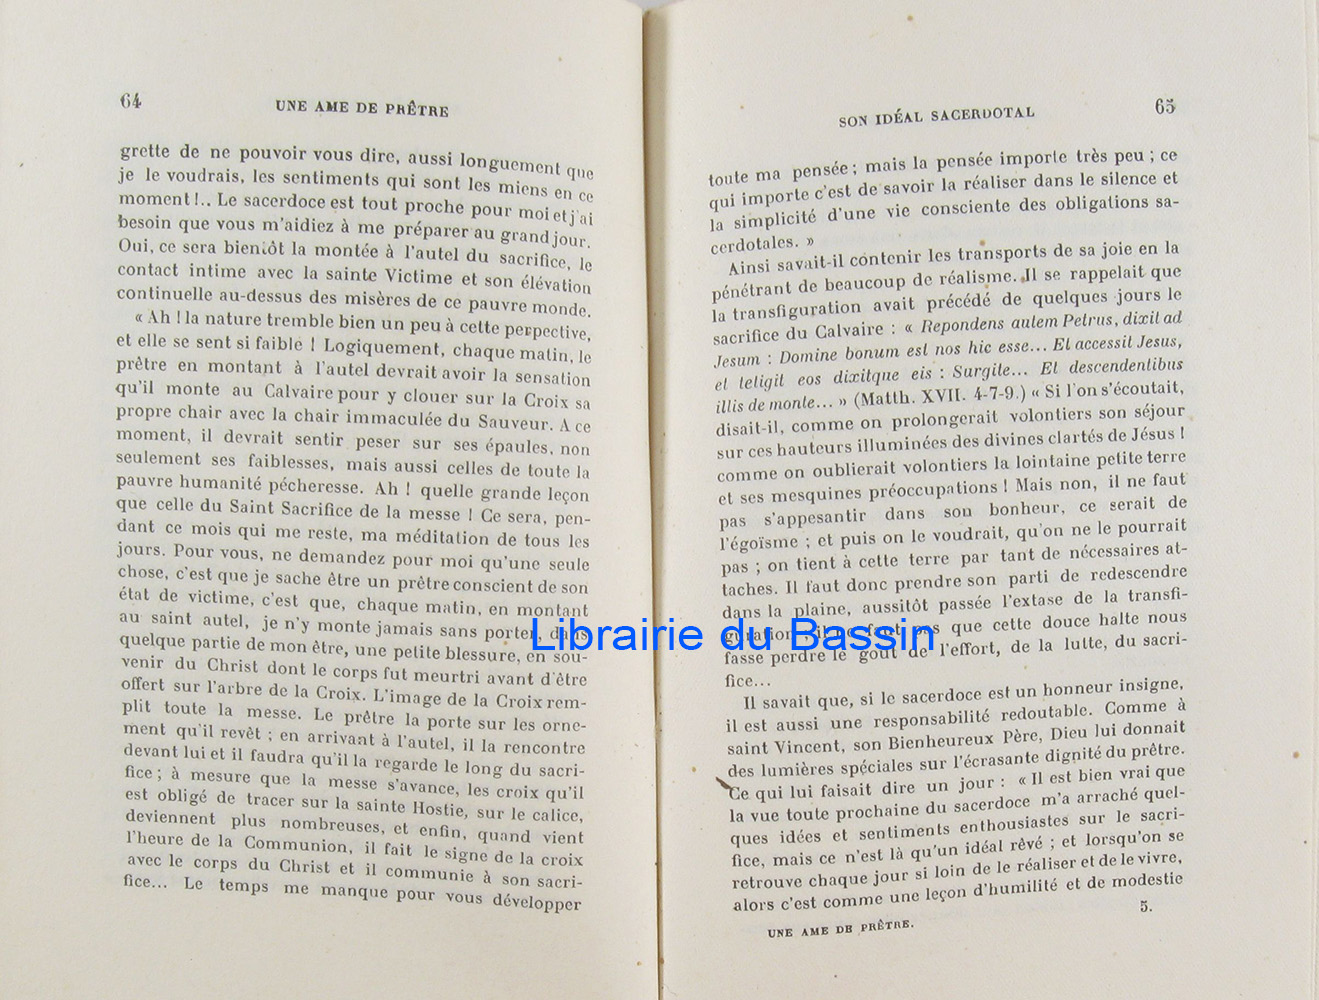 64
UNE AME DE PRÊTRE
grette de ne pouvoir vous dire, aussi longuement que
je le voudrais, les sentiments qui sont les miens en ce
moment!.. Le sacerdoce est tout proche pour moi et j'ai
besoin que vous m'aidiez à me préparer au grand jour.
Oui, ce sera bientôt la montée à l'autel du sacrifice, le
contact intime avec la sainte Victime et son élévation
continuelle au-dessus des misères de ce pauvre monde.
« Ah ! la nature tremble bien un peu à cette perpective,
et elle se sent si faible ! Logiquement, chaque matin, le
prêtre en montant à l'autel devrait avoir la sensation
qu'il monte au Calvaire pour y clouer sur la Croix sa
propre chair avec la chair immaculée du Sauveur. A ce
moment, il devrait sentir peser sur ses épaules, non
seulement ses faiblesses, mais aussi celles de toute la
pauvre humanité pécheresse. Ah ! quelle grande leçon
que celle du Saint Sacrifice de la messe ! Ce sera, pen-
dant ce mois qui me reste, ma méditation de tous les
jours. Pour vous, ne demandez pour moi qu'une seule
chose, c'est que je sache être un prêtre conscient de son
état de victime, c'est que, chaque matin, en montant
au saint autel, je n'y monte jamais sans porter, dans
quelque partie de mon être, une petite blessure, en sou-
venir du Christ dont le corps fut meurtri avant d'être
offert sur l'arbre de la Croix. L'image de la Croix rem-
plit toute la messe. Le prêtre la porte sur les orne-
ment qu'il revêt ; en arrivant à l'autel, il la rencontre
devant lui et il faudra qu'il la regarde le long du sacri-
fice ; à mesure que la messe s'avance, les croix qu'il
est obligé de tracer sur la sainte Hostie, sur le calice,
deviennent plus nombreuses, et enfin, quand vient
l'heure de la Communion, il fait le signe de la croix
avec le corps du Christ et il communie à son sacri-
fice... Le temps me manque pour vous développer
SON IDÉAL SACERDOTAL
65
toute ma pensée ; mais la pensée importe très peu ; ce
qui importe c'est de savoir la réaliser dans le silence et
la simplicité d'une vie consciente des obligations sa-
cerdotales. »
Ainsi savait-il contenir les transports de sa joie en la
pénétrant de beaucoup de réalisme. Il se rappelait que
la transfiguration avait précédé de quelques jours le
sacrifice du Calvaire : « Repondens autem Petrus, dixit ad
Jesum : Domine bonum est nos hic esse... Et accessit Jesus,
et tetigit eos dixitque eis : Surgite... Et descendentibus
illis de monte... » (Matth. XVII. 4-7-9.) « Si l'on s'écoutait,
disait-il, comme on prolongerait volontiers son séjour
sur ces hauteurs illuminées des divines clartés de Jésus !
comme on oublierait volontiers la lointaine petite terre
et ses mesquines préoccupations ! Mais non, il ne faut
pas s'appesantir dans son bonheur, ce serait de
l'égoïsme ; et puis on le voudrait, qu'on ne le pourrait
pas ; on tient à cette terre par tant de nécessaires at-
taches. Il faut donc prendre son parti de redescendre
dans la plaine, aussitôt passée l'extase de la transfi-
guration ; il ne faut pas que cette douce halte nous
fasse perdre le goût de l'effort, de la lutte, du sacri-
fice...
Il savait que, si le sacerdoce est un honneur insigne,
il est aussi une responsabilité redoutable. Comme à
saint Vincent, son Bienheureux Père, Dieu lui donnait
des lumières spéciales sur l'écrasante dignité du prêtre.
Ce qui lui faisait dire un jour : « Il est bien vrai que
la vue toute prochaine du sacerdoce m'a arraché quel-
ques idées et sentiments enthousiastes sur le sacri-
fice, mais ce n'est là qu'un idéal rêvé ; et lorsqu'on se
retrouve chaque jour si loin de le réaliser et de le vivre,
alors c'est comme une leçon d'humilité et de modestie
UNE AME DE PRÊTRE.
5.
Librairie du Bassin